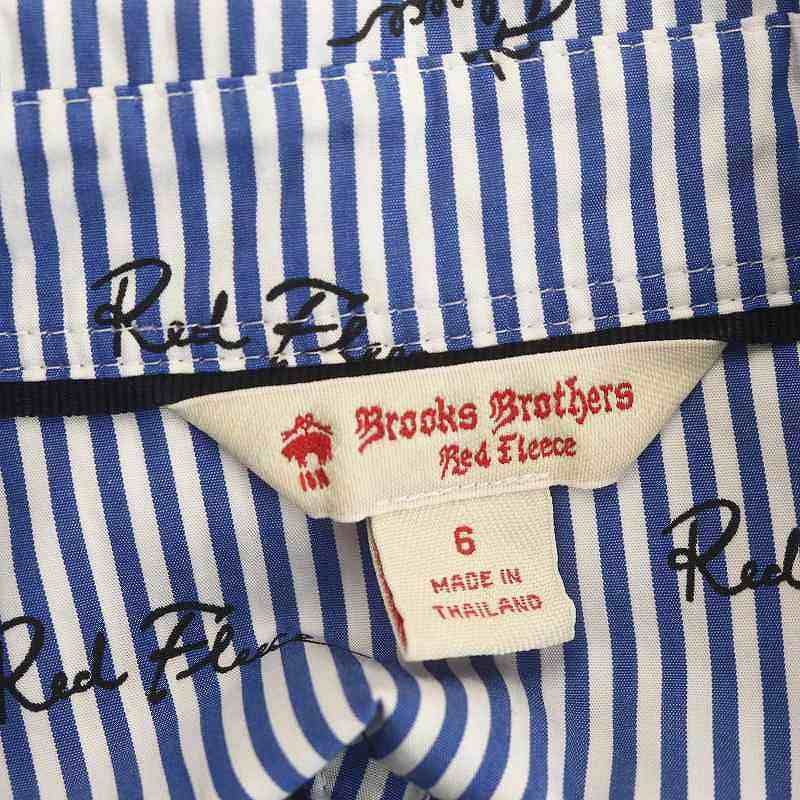 Red Fleece
Brooks Brothers
Red Fleece
6
MADE IN
THAILAND
Red
Red Fleece